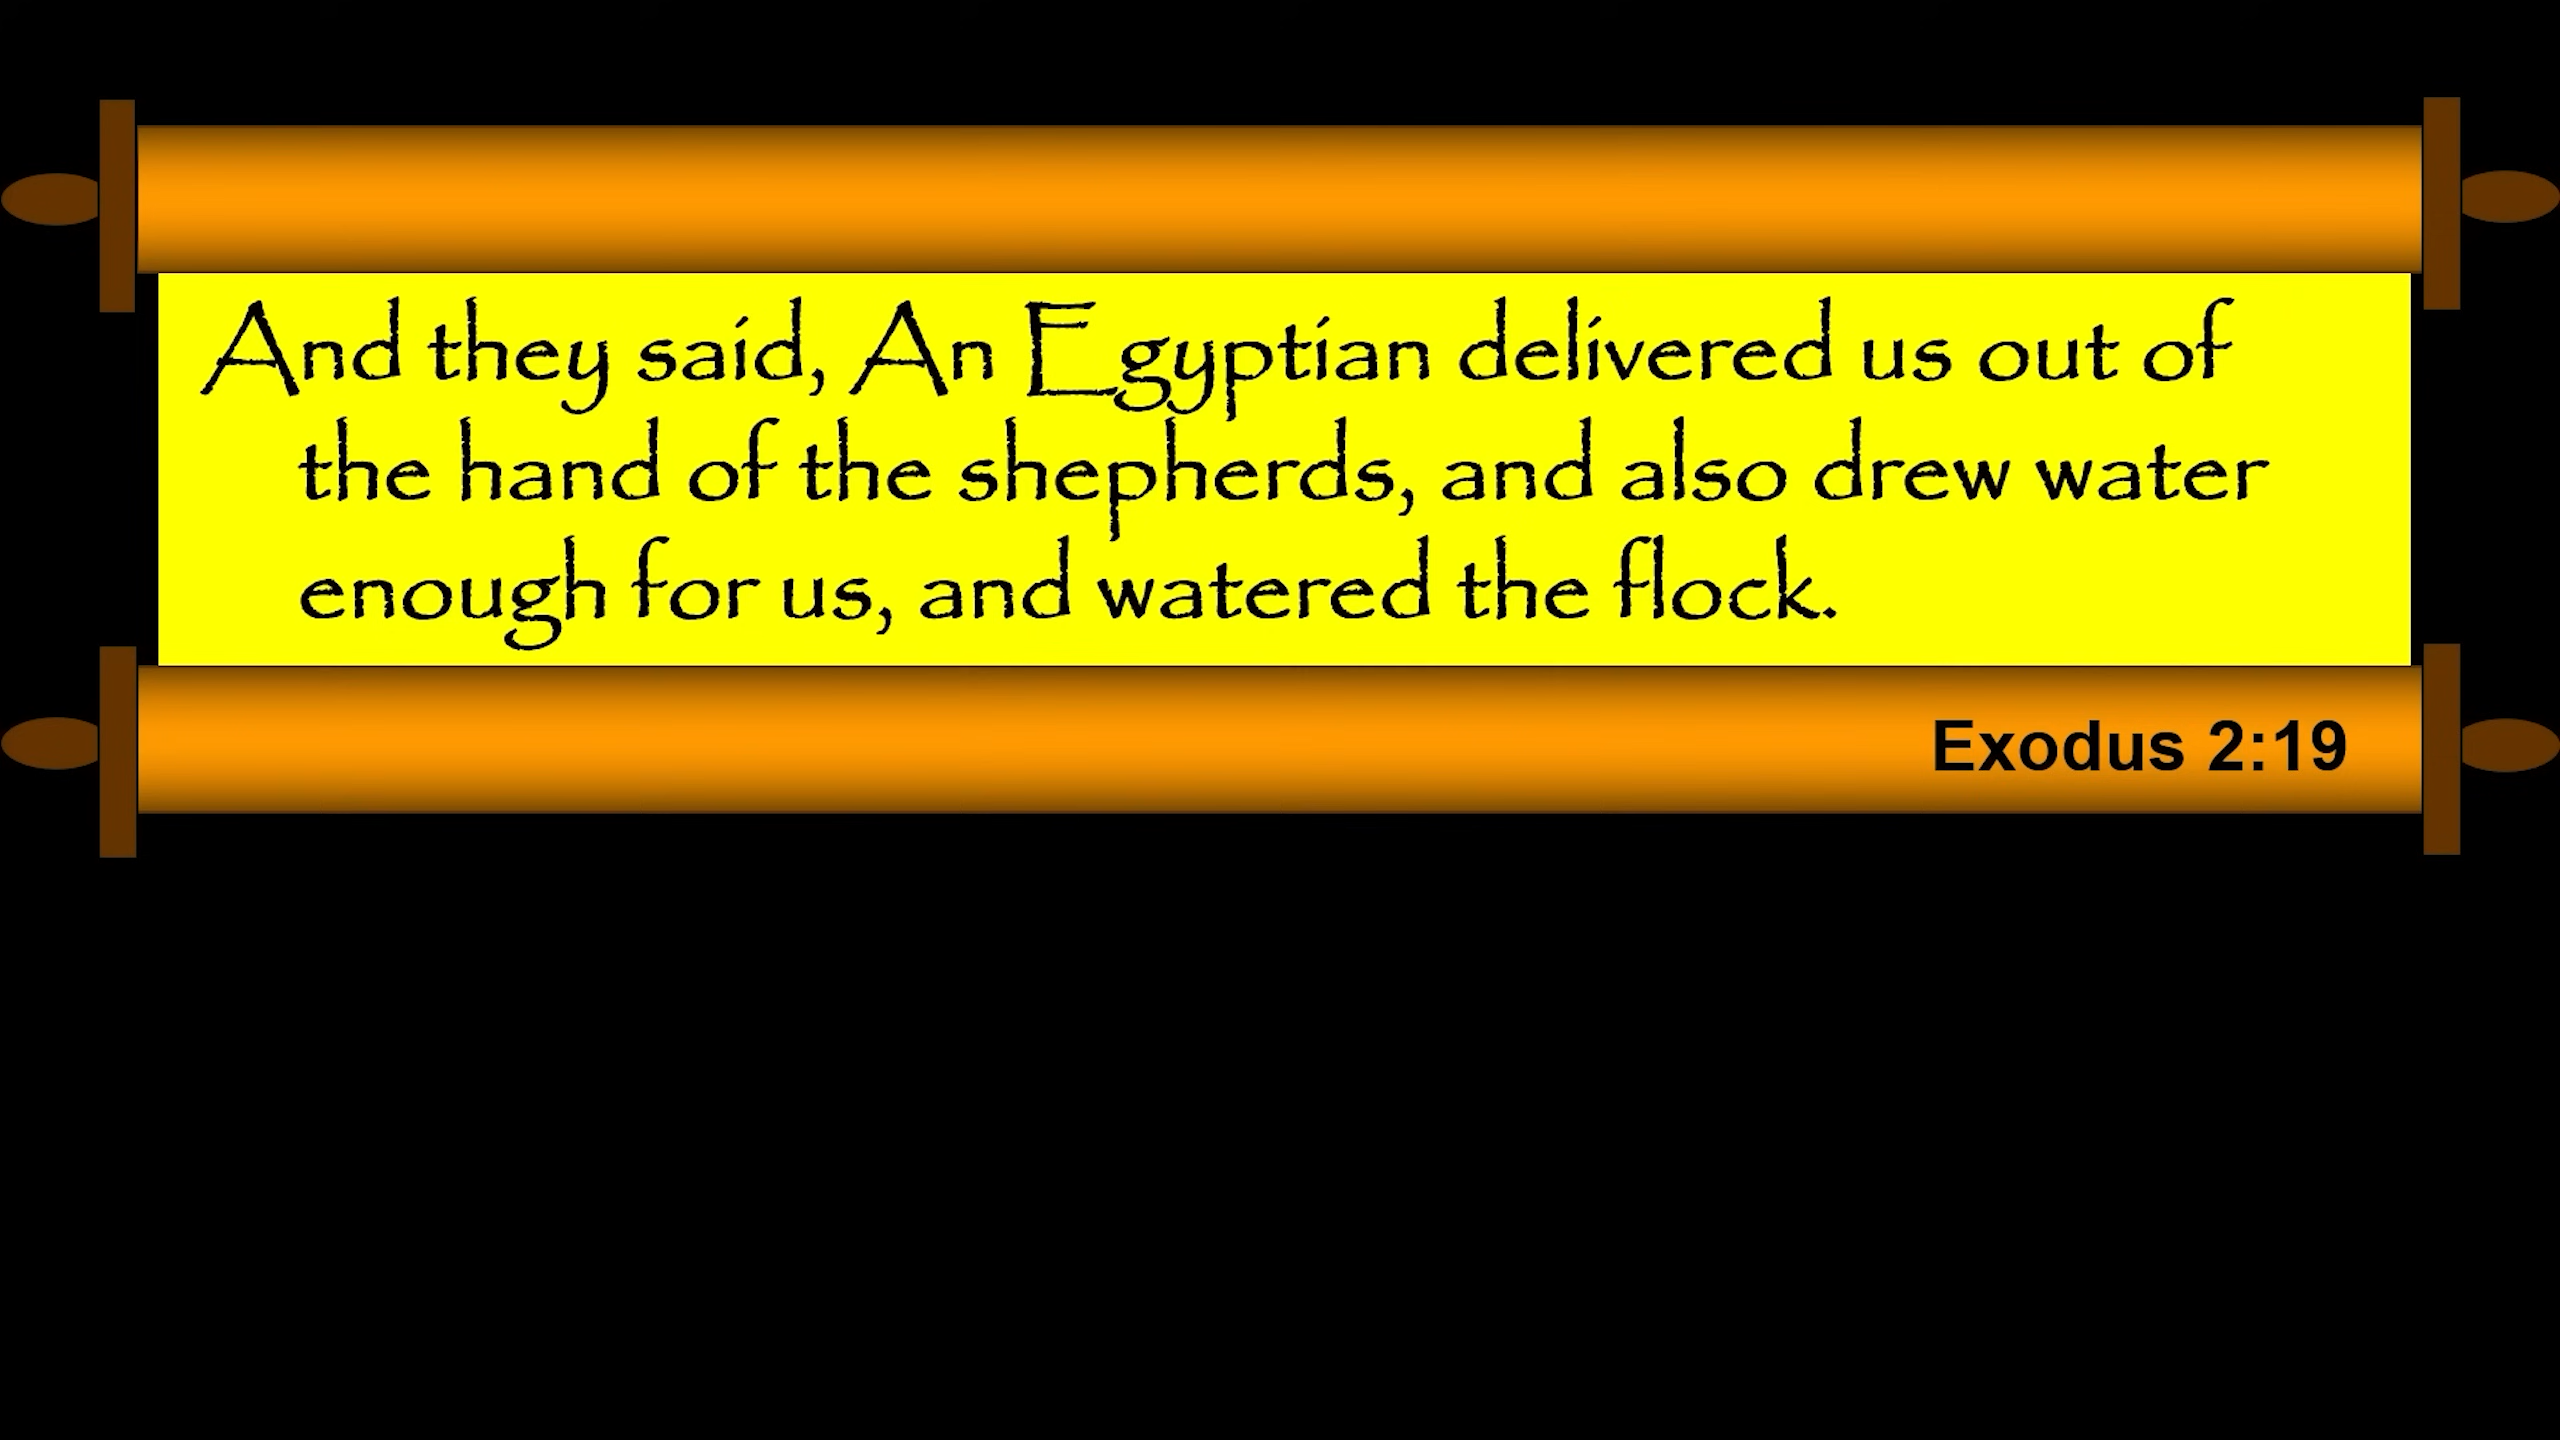 And they said, An Egyptian delivered us out of
the hand of the shepherds, and also drew water
enough for us, and watered the flock.
Exodus 2:19